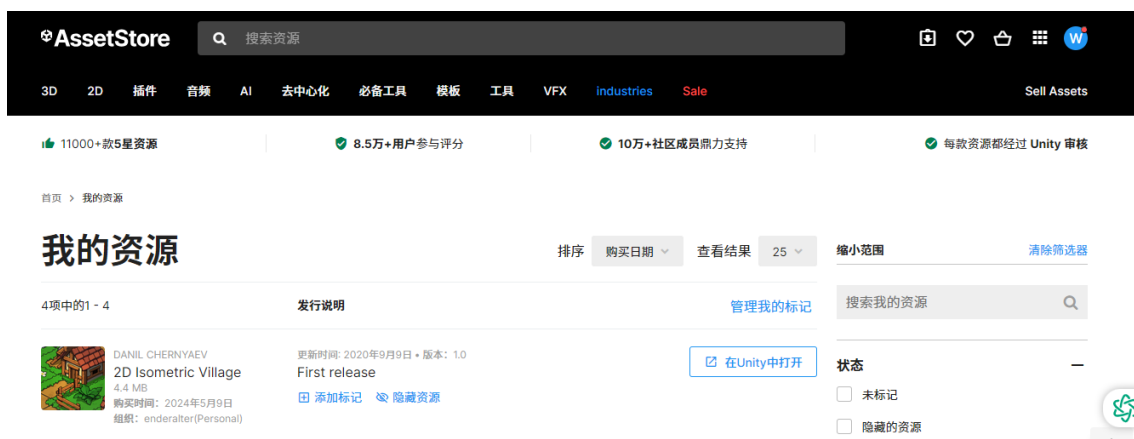 AssetStore
搜索资源
W
3D 2D 插件 音频 AI 去中心化 必备工具 模板 工具 VFX industries Sale Sell Assets
11000+款5星资源 8.5万+用户参与评分 10万+社区成员鼎力支持 每款资源都经过 Unity 审核
首页 > 我的资源
我的资源
排序 购买日期 查看结果 25
4项中的1 - 4 发行说明 管理我的标记
DANIL CHERNYAEV
2D Isometric Village
4.4 MB
购买时间：2024年5月9日
组织：enderalter(Personal)
更新时间: 2020年9月9日 • 版本：1.0
First release
添加标记 隐藏资源
在Unity中打开
缩小范围 清除筛选器
搜索我的资源
状态
未标记
隐藏的资源